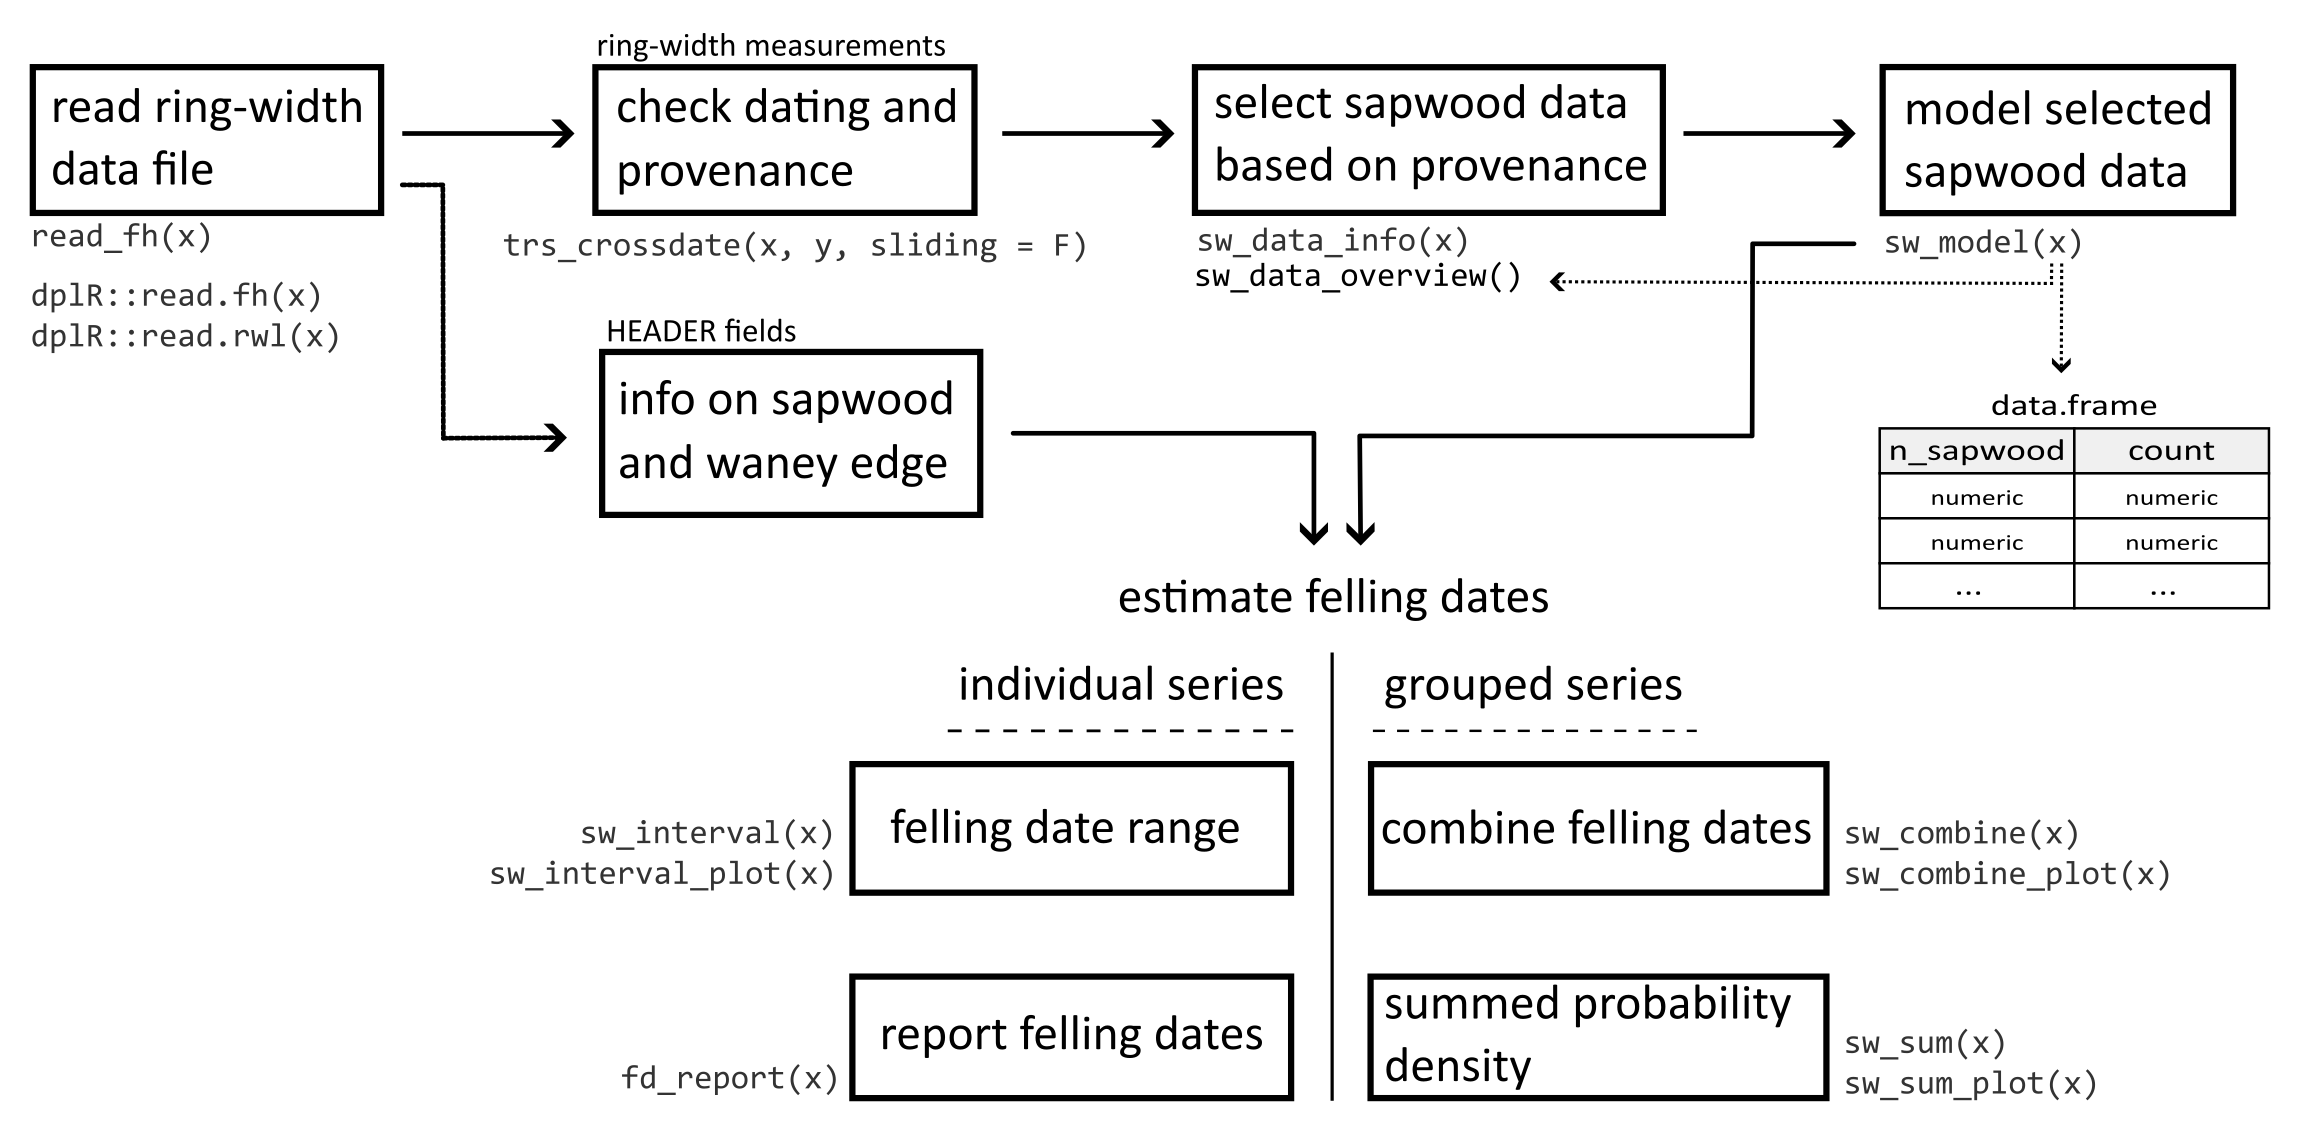 ring-width measurements
read ring-width
data file
check dating and
provenance
select sapwood data
based on provenance
model selected
sapwood data
read_fh(x)
dplR::read.fh(x)
dplR::read.rwl(x)
trs_crossdate(x, y, sliding = F)
sw_data_info(x)
sw_data_overview()
sw_model(x)
HEADER fields
info on sapwood
and waney edge
data.frame
n_sapwood count
numeric numeric
numeric numeric
... ...
estimate felling dates
individual series
grouped series
felling date range
sw_interval(x)
sw_interval_plot(x)
combine felling dates
sw_combine(x)
sw_combine_plot(x)
report felling dates
fd_report(x)
summed probability
density
sw_sum(x)
sw_sum_plot(x)